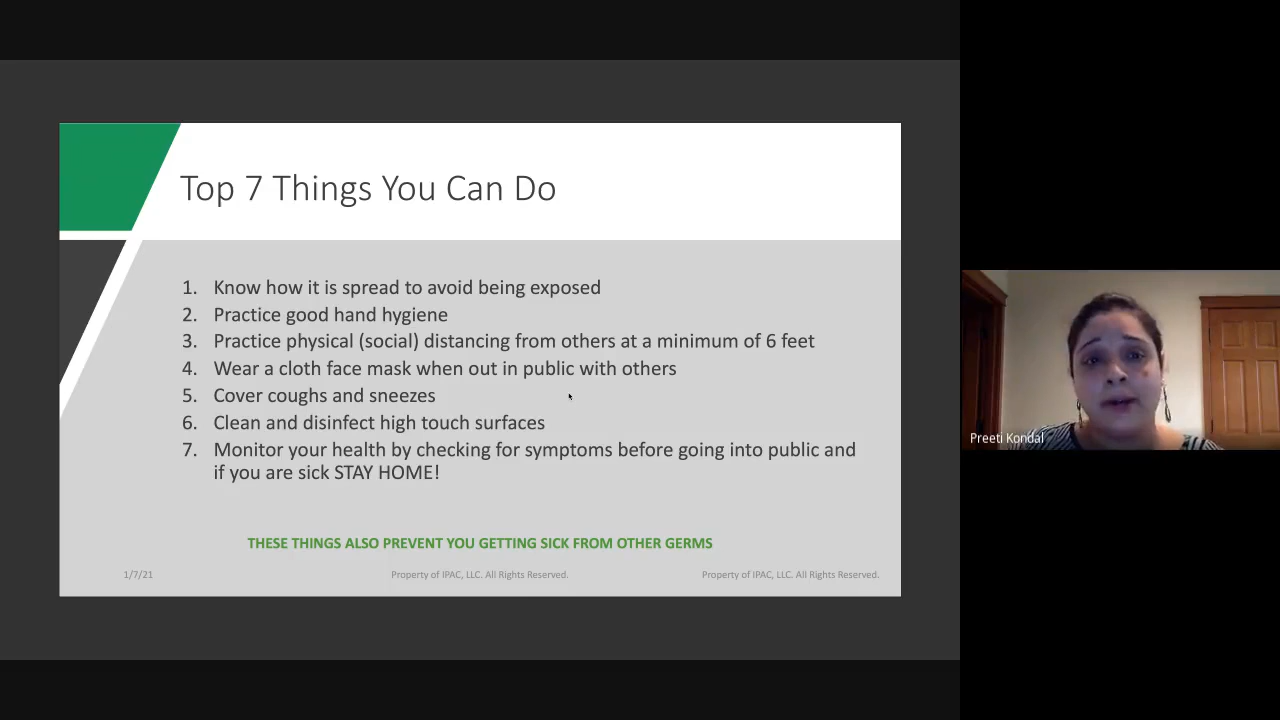 Top 7 Things You Can Do
1. Know how it is spread to avoid being exposed
2. Practice good hand hygiene
3. Practice physical (social) distancing from others at a minimum of 6 feet
4. Wear a cloth face mask when out in public with others
5. Cover coughs and sneezes
6. Clean and disinfect high touch surfaces
7. Monitor your health by checking for symptoms before going into public and
if you are sick STAY HOME!
THESE THINGS ALSO PREVENT YOU GETTING SICK FROM OTHER GERMS
1/7/21
Property of IPAC, LLC. All Rights Reserved.
Property of IPAC, LLC. All Rights Reserved.
Preeti Kondal